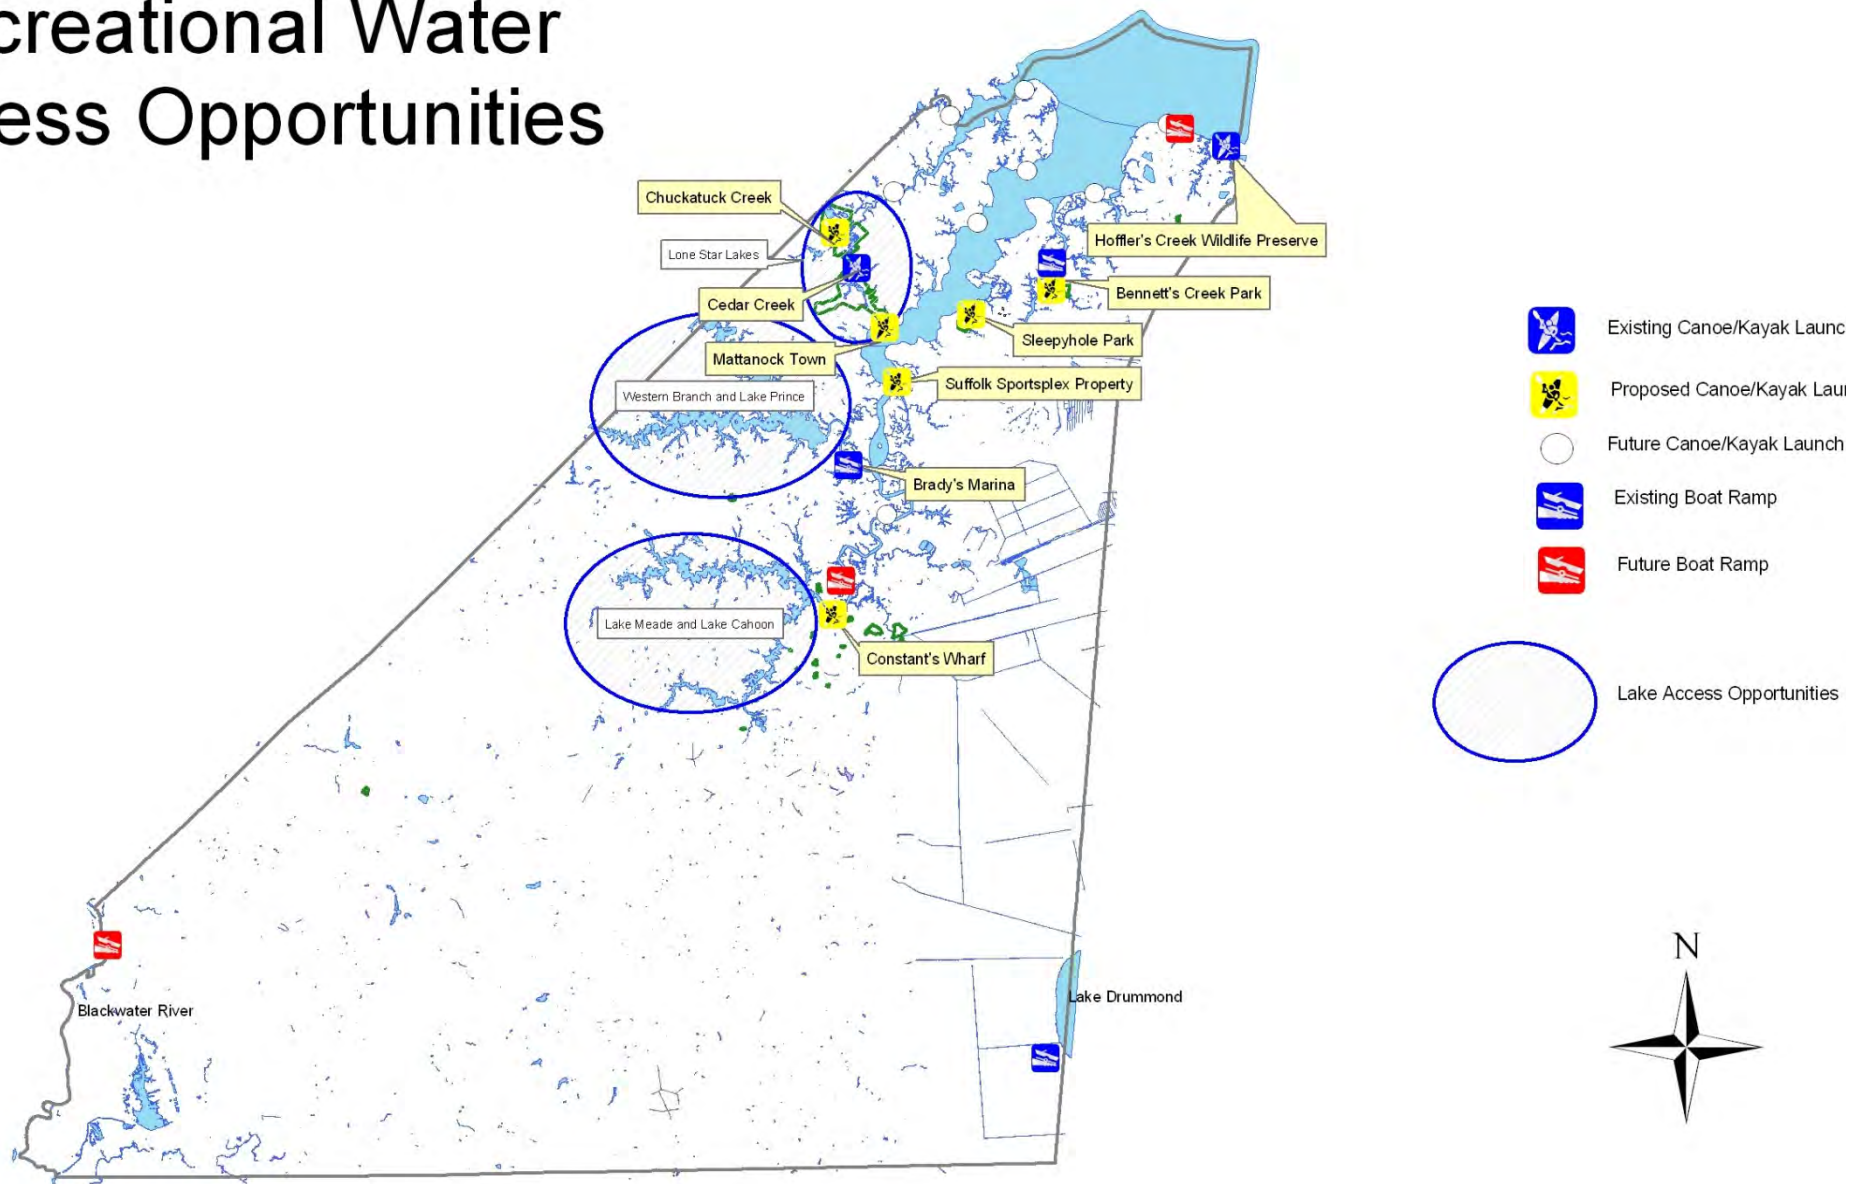 creational Water
ess Opportunities
Chuckatuck Creek
Lone Star Lakes
Hoffler's Creek Wildlife Preserve
Cedar Creek
Bennett's Creek Park
Sleepyhole Park
Mattanock Town
Suffolk Sportsplex Property
Western Branch and Lake Prince
Brady's Marina
Lake Meade and Lake Cahoon
Constant's Wharf
Blackwater River
Lake Drummond
Existing Canoe/Kayak Launc
Proposed Canoe/Kayak Lau
Future Canoe/Kayak Launch
Existing Boat Ramp
Future Boat Ramp
Lake Access Opportunities
N